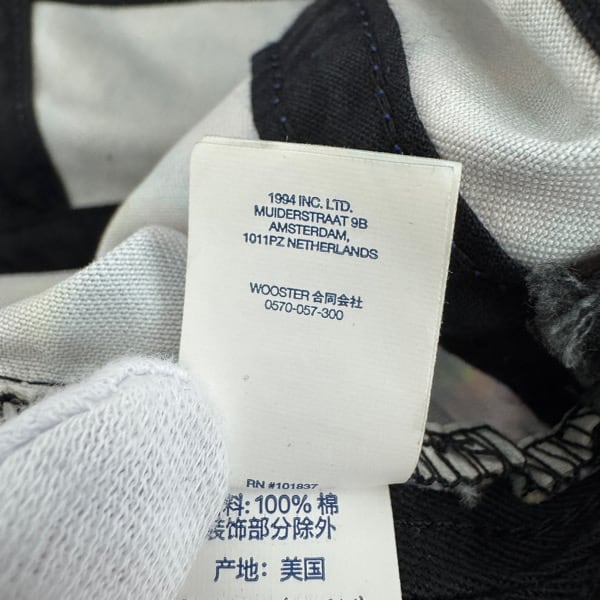 1994 INC. LTD.
MUIDERSTRAAT 9B
AMSTERDAM,
1011PZ NETHERLANDS
WOOSTER 合同会社
0570-057-300
RN #101837
料: 100% 棉
装饰部分除外
产地: 美国